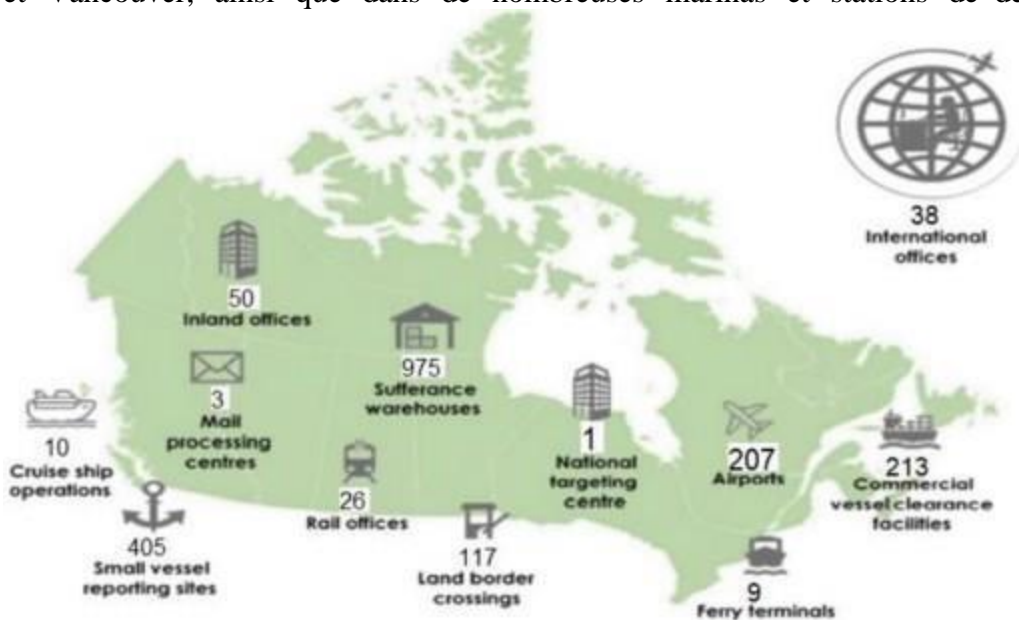 et Vancouver, ainsi que dans de nombreuses marinas et stations de
38
International
offices
50
Inland offices
975
Sufferance
warehouses
3
Mail
processing
centres
1
National
targeting
centre
207
Airports
213
Commercial
vessel clearance
facilities
10
Cruise ship
operations
26
Rail offices
405
Small vessel
reporting sites
117
Land border
crossings
9
Ferry terminals